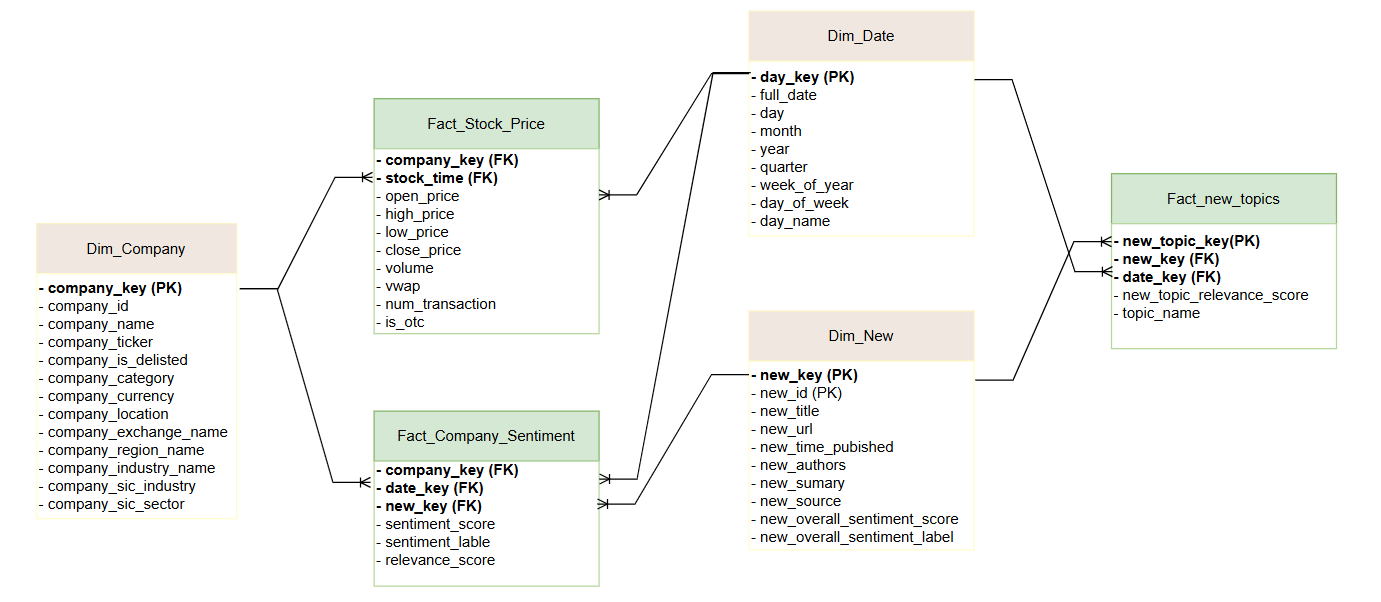 Dim_Company
- company_key (PK)
- company_id
- company_name
- company_ticker
- company_is_delisted
- company_category
- company_currency
- company_location
- company_exchange_name
- company_region_name
- company_industry_name
- company_sic_industry
- company_sic_sector
Fact_Stock_Price
- company_key (FK)
- stock_time (FK)
- open_price
- high_price
- low_price
- close_price
- volume
- vwap
- num_transaction
- is_otc
Fact_Company_Sentiment
- company_key (FK)
- date_key (FK)
- new_key (FK)
- sentiment_score
- sentiment_lable
- relevance_score
Dim_Date
- day_key (PK)
- full_date
- day
- month
- year
- quarter
- week_of_year
- day_of_week
- day_name
Dim_New
- new_key (PK)
- new_id (PK)
- new_title
- new_url
- new_time_pubished
- new_authors
- new_sumary
- new_source
- new_overall_sentiment_score
- new_overall_sentiment_label
Fact_new_topics
- new_topic_key(PK)
- new_key (FK)
- date_key (FK)
- new_topic_relevance_score
- topic_name